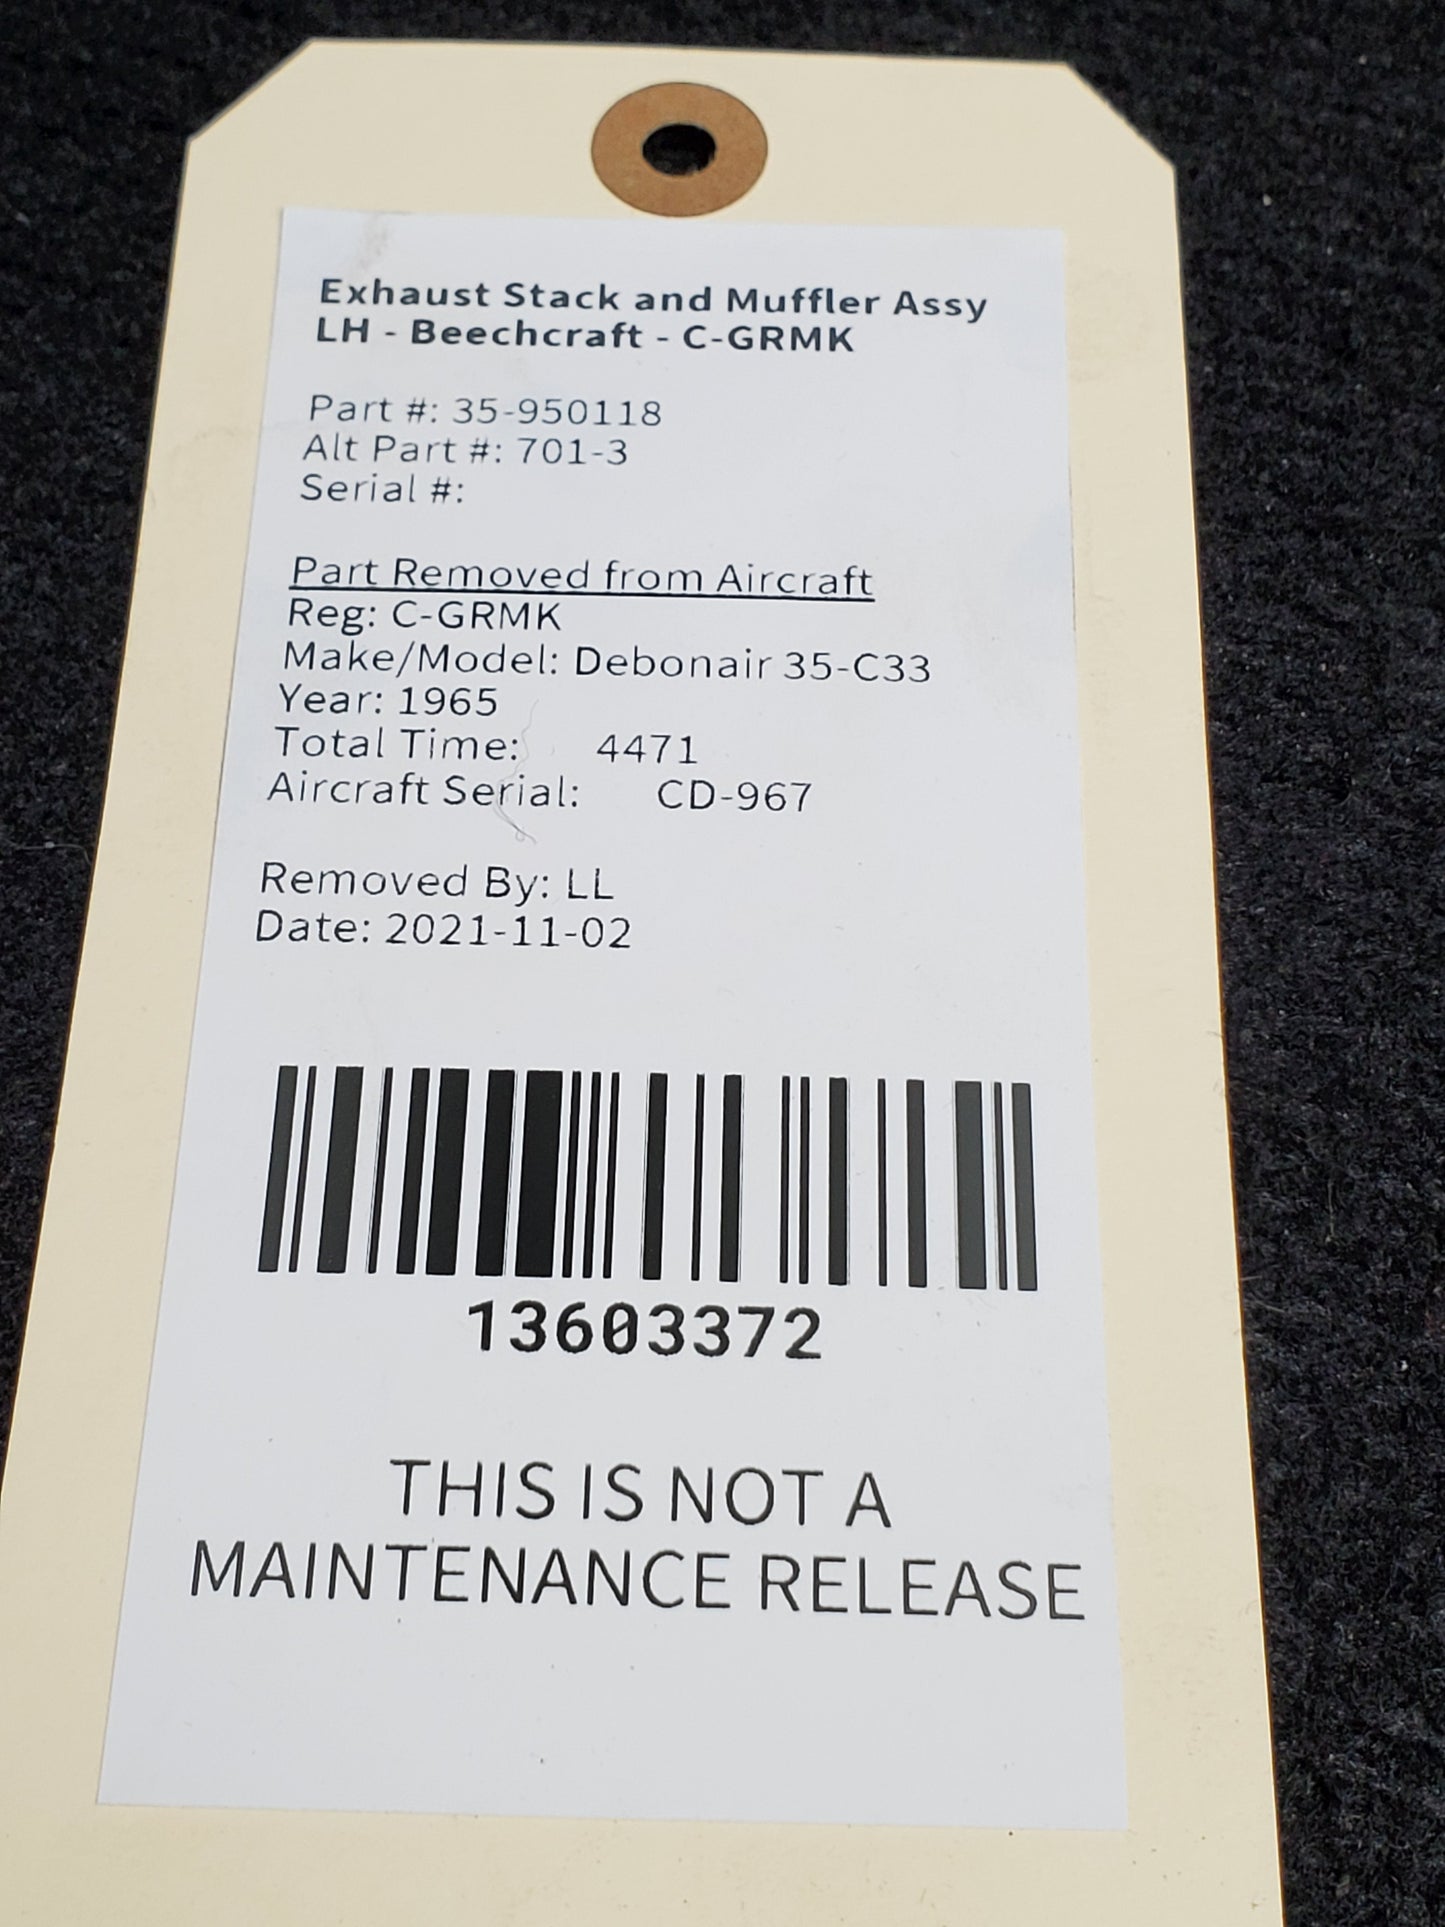 Exhaust Stack and Muffler Assy
LH - Beechcraft - C-GRMK
Part #: 35-950118
Alt Part #: 701-3
Serial #:
Part Removed from Aircraft
Reg: C-GRMK
Make/Model: Debonair 35-C33
Year: 1965
Total Time: 4471
Aircraft Serial: CD-967
Removed By: LL
Date: 2021-11-02
13603372
THIS IS NOT A
MAINTENANCE RELEASE